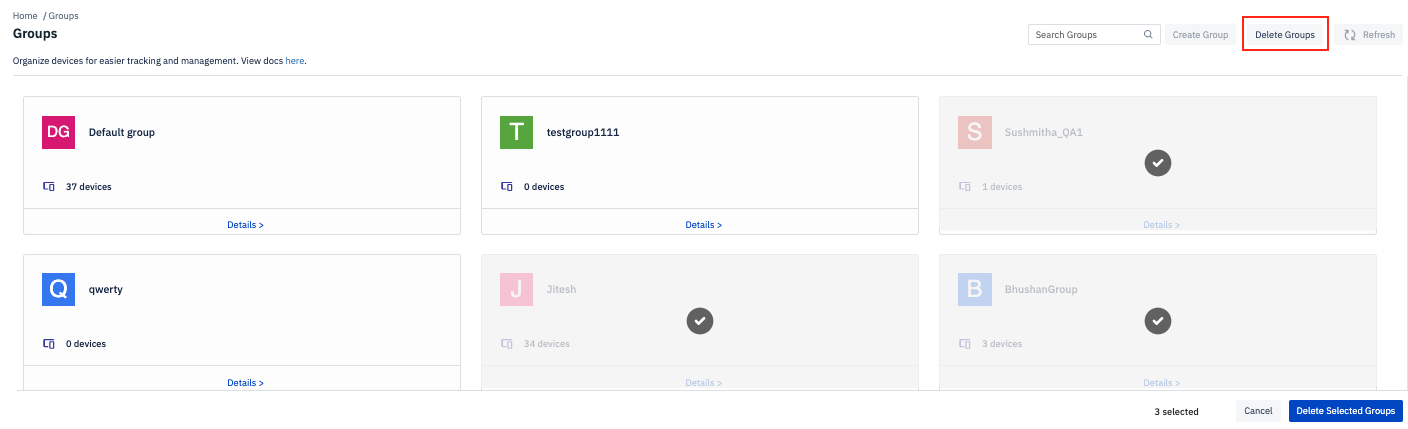 Home / Groups
Groups
Search Groups
Create Group
Delete Groups
Refresh
Organize devices for easier tracking and management. View docs here.
DG
Default group
37 devices
Details >
T
testgroup1111
0 devices
Details >
S
Sushmitha_QA1
1 devices
Details >
Q
qwerty
0 devices
Details >
J
Jitesh
34 devices
Details >
B
BhushanGroup
3 devices
Details >
3 selected
Cancel
Delete Selected Groups